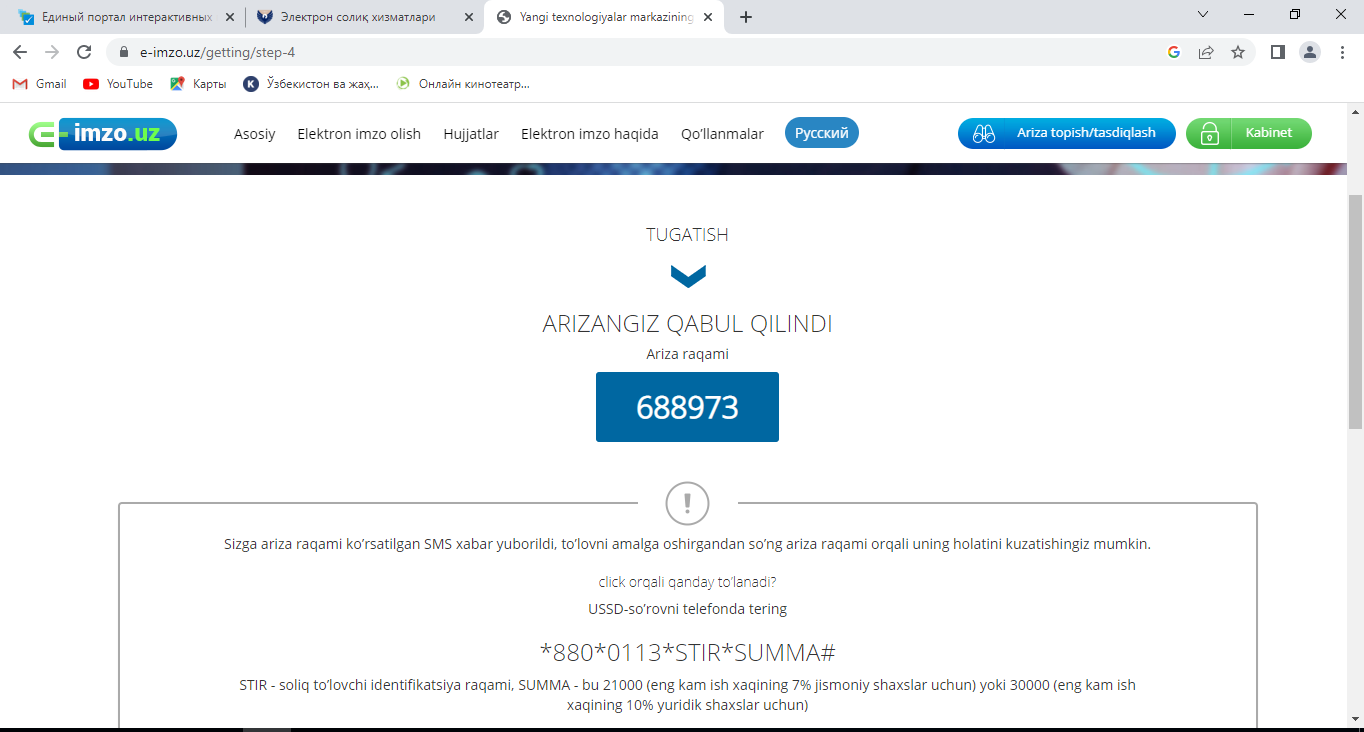 Единый портал интерактивных
Электрон солиқ хизматлари
Yangi texnologiyalar markazining
e-imzo.uz/getting/step-4
Gmail
YouTube
Карты
Ўзбекистон ва жаҳ...
Онлайн кинотеатр...
e-imzo.uz
Asosiy
Elektron imzo olish
Hujjatlar
Elektron imzo haqida
Qo’llanmalar
Русский
Ariza topish/tasdiqlash
Kabinet
TUGATISH
ARIZANGIZ QABUL QILINDI
Ariza raqami
688973
Sizga ariza raqami ko’rsatilgan SMS xabar yuborildi, to’lovni amalga oshirgandan so’ng ariza raqami orqali uning holatini kuzatishingiz mumkin.
click orqali qanday to’lanadi?
USSD-so’rovni telefonda tering
*880*0113*STIR*SUMMA#
STIR - soliq to’lovchi identifikatsiya raqami, SUMMA - bu 21000 (eng kam ish xaqining 7% jismoniy shaxslar uchun) yoki 30000 (eng kam ish
xaqining 10% yuridik shaxslar uchun)